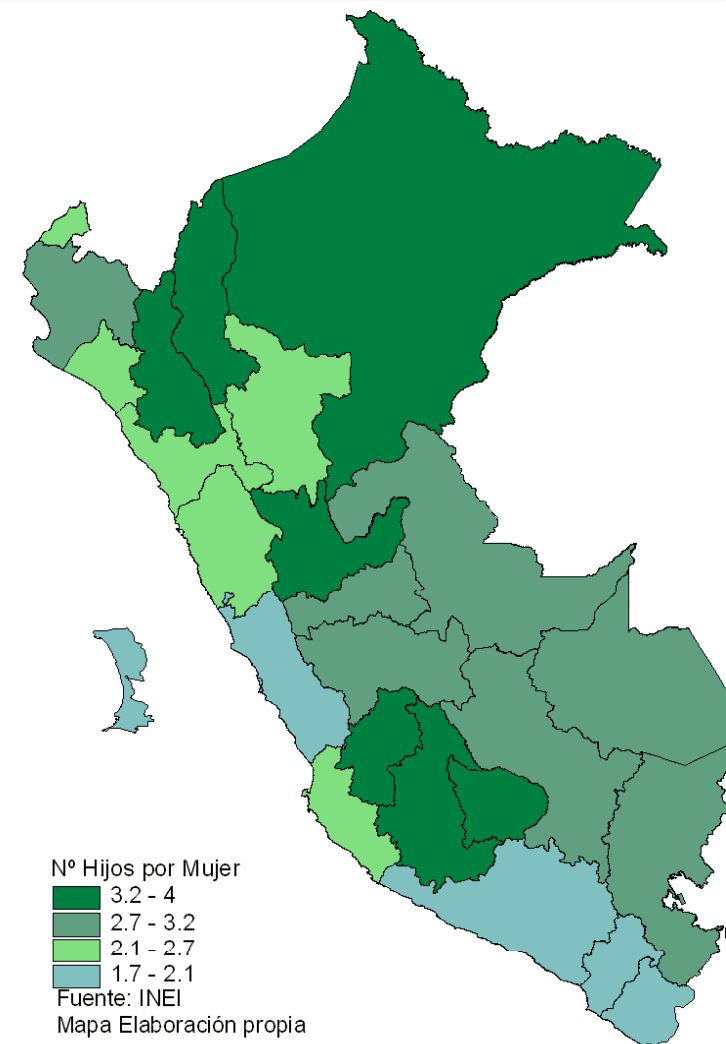 Nº Hijos por Mujer
3.2 - 4
2.7 - 3.2
2.1 - 2.7
1.7 - 2.1
Fuente: INEI
Mapa Elaboración propia